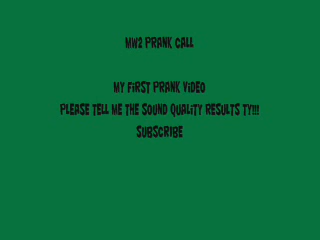 MW2 PRANK CALL
MY FIRST PRANK VIDEO
PLEASE TELL ME THE SOUND QUALITY RESULTS TY!!!
SUBSCRIBE